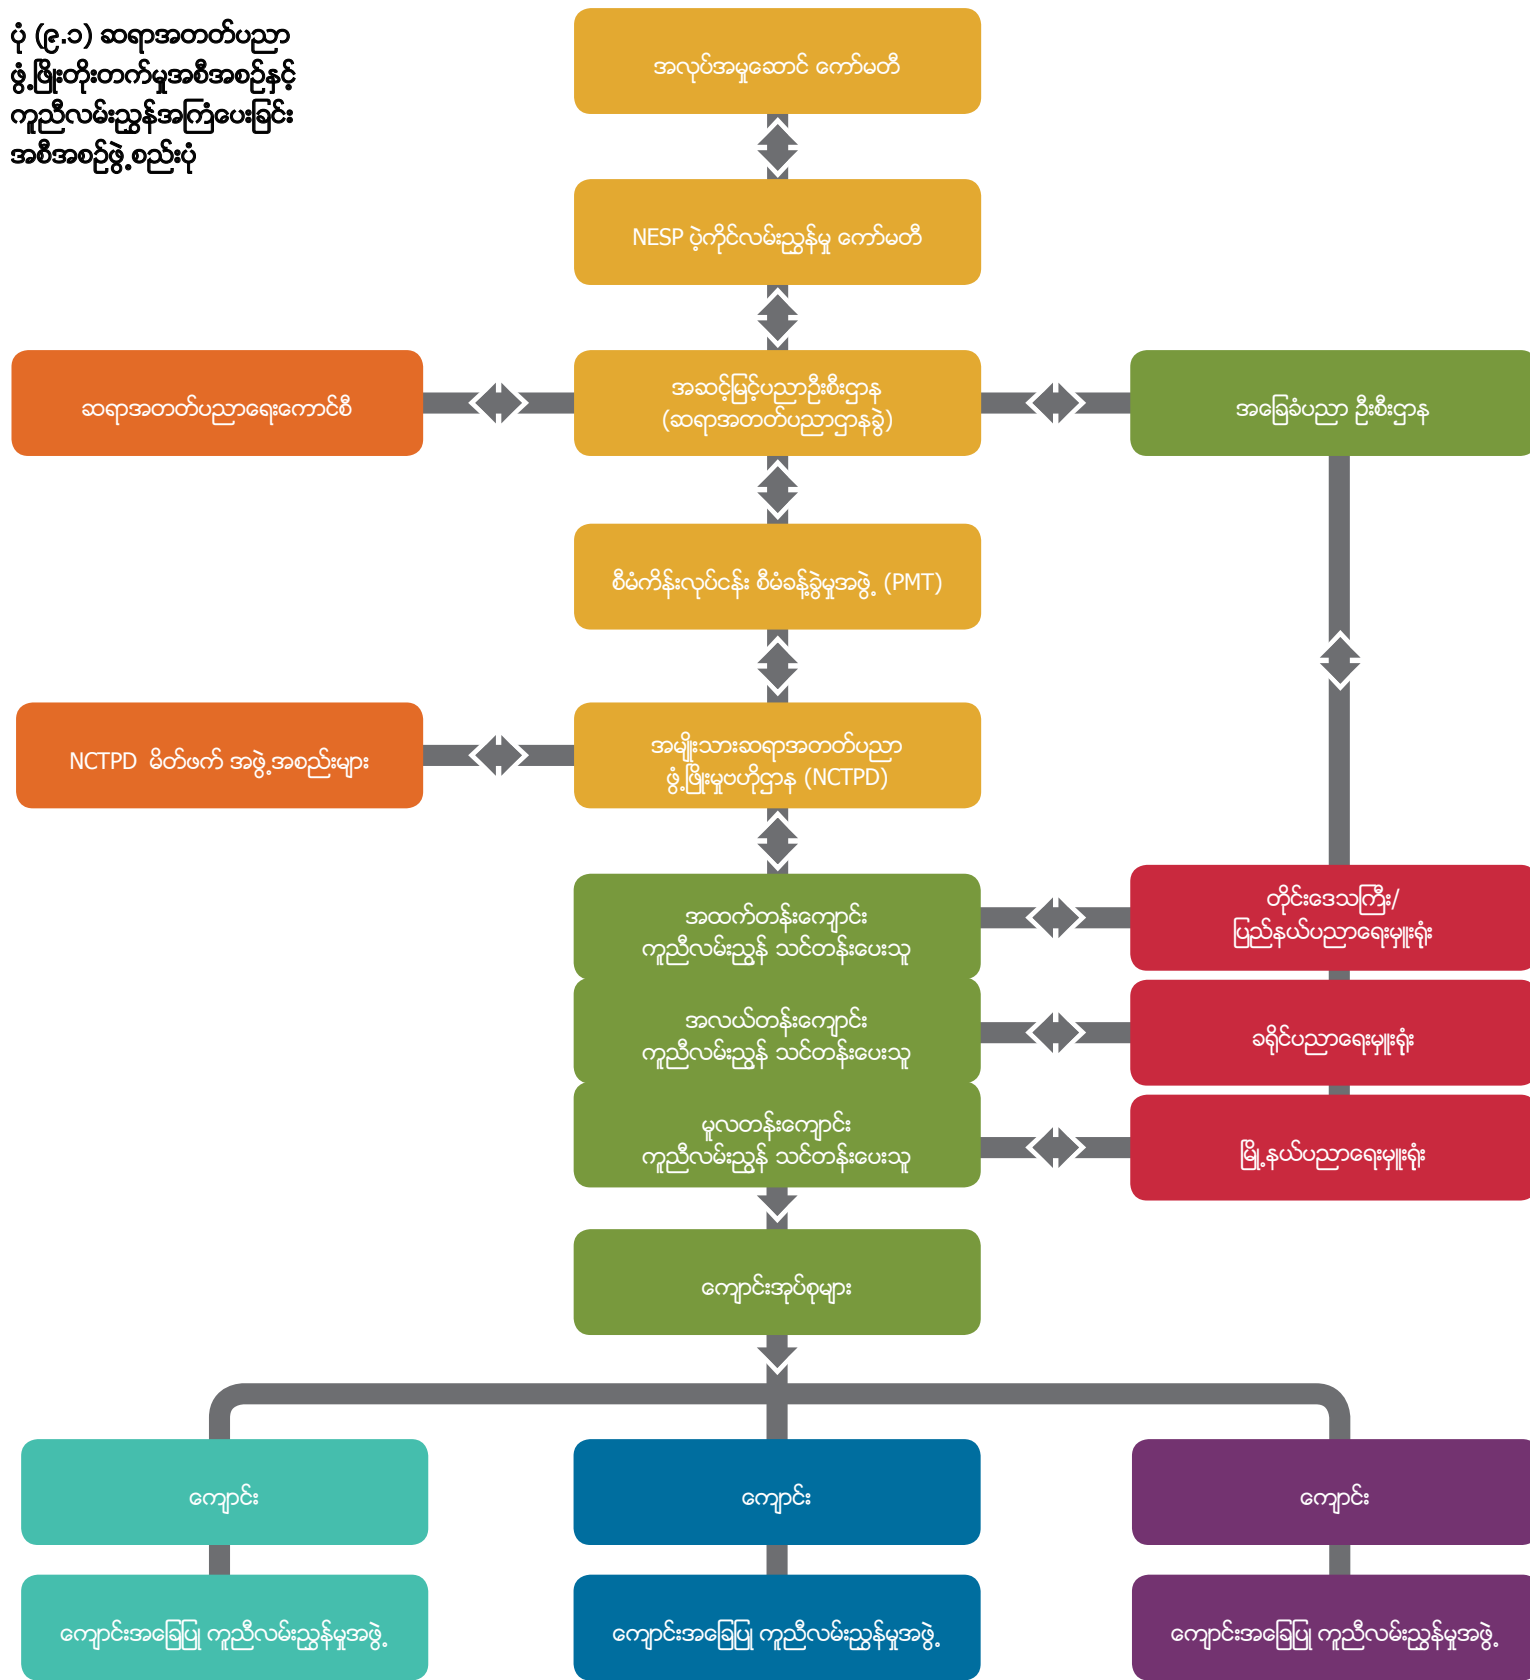 ပုံ (၉.၁) ဆရာအတတ်ပညာ
ဖွံ့ဖြိုးတိုးတက်မှုအစီအစဉ်နှင့်
ကူညီလမ်းညွှန်အကြံပေးခြင်း
အစီအစဉ်ဖွဲ့စည်းပုံ
အလုပ်အမှုဆောင် ကော်မတီ
NESP ပဲ့ကိုင်လမ်းညွှန်မှု ကော်မတီ
ဆရာအတတ်ပညာရေးကောင်စီ
အဆင့်မြင့်ပညာဦးစီးဌာန
(ဆရာအတတ်ပညာဌာနခွဲ)
အခြေခံပညာ ဦးစီးဌာန
စီမံကိန်းလုပ်ငန်း စီမံခန့်ခွဲမှုအဖွဲ့ (PMT)
NCTPD မိတ်ဖက် အဖွဲ့အစည်းများ
အမျိုးသားဆရာအတတ်ပညာ
ဖွံ့ဖြိုးမှုဗဟိုဌာန (NCTPD)
အထက်တန်းကျောင်း
ကူညီလမ်းညွှန် သင်တန်းပေးသူ
တိုင်းဒေသကြီး/
ပြည်နယ်ပညာရေးမှူးရုံး
အလယ်တန်းကျောင်း
ကူညီလမ်းညွှန် သင်တန်းပေးသူ
ခရိုင်ပညာရေးမှူးရုံး
မူလတန်းကျောင်း
ကူညီလမ်းညွှန် သင်တန်းပေးသူ
မြို့နယ်ပညာရေးမှူးရုံး
ကျောင်းအုပ်စုများ
ကျောင်း
ကျောင်း
ကျောင်း
ကျောင်းအခြေပြု ကူညီလမ်းညွှန်မှုအဖွဲ့
ကျောင်းအခြေပြု ကူညီလမ်းညွှန်မှုအဖွဲ့
ကျောင်းအခြေပြု ကူညီလမ်းညွှန်မှုအဖွဲ့